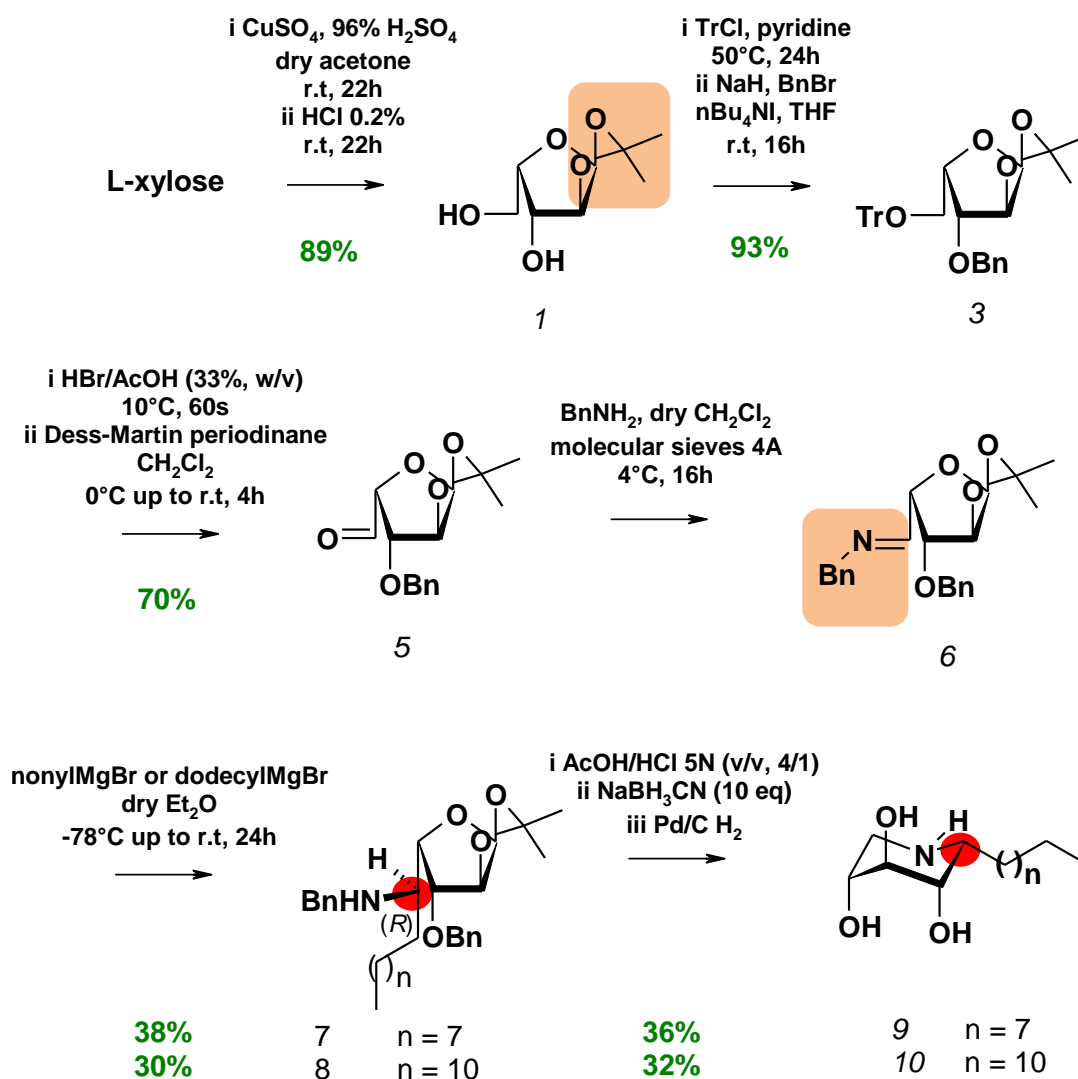 i CuSO4, 96% H2SO4
dry acetone
r.t, 22h
ii HCl 0.2%
r.t, 22h
L-xylose
89%
O
O
O
HO
OH
1
i TrCl, pyridine
50°C, 24h
ii NaH, BnBr
nBu4NI, THF
r.t, 16h
93%
O
O
O
TrO
OBn
3
i HBr/AcOH (33%, w/v)
10°C, 60s
ii Dess-Martin periodinane
CH2Cl2
0°C up to r.t, 4h
70%
O
O
O
O
OBn
5
BnNH2, dry CH2Cl2
molecular sieves 4A
4°C, 16h
O
O
O
N
Bn
OBn
6
nonylMgBr or dodecylMgBr
dry Et2O
-78°C up to r.t, 24h
O
O
O
H
BnHN
(R)
OBn
( )n
i AcOH/HCl 5N (v/v, 4/1)
ii NaBH3CN (10 eq)
iii Pd/C H2
OH
H
N
( )n
OH
OH
38% 7 n = 7 36% 9 n = 7
30% 8 n = 10 32% 10 n = 10